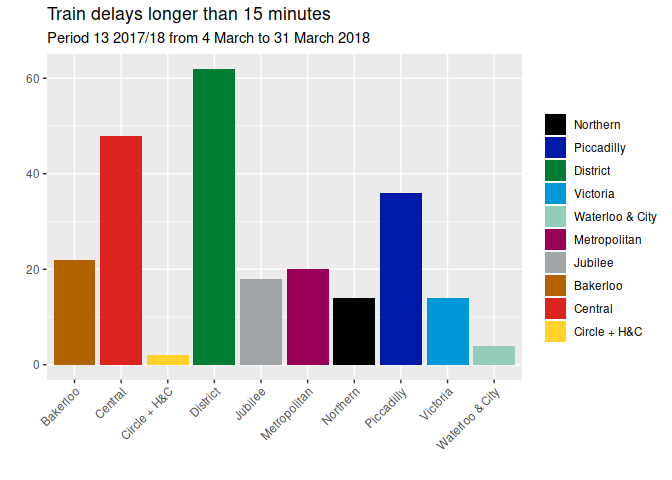 Train delays longer than 15 minutes
Period 13 2017/18 from 4 March to 31 March 2018
60
40
20
0
Bakerloo
Central
Circle + H&C
District
Jubilee
Metropolitan
Northern
Piccadilly
Victoria
Waterloo & City
Northern
Piccadilly
District
Victoria
Waterloo & City
Metropolitan
Jubilee
Bakerloo
Central
Circle + H&C